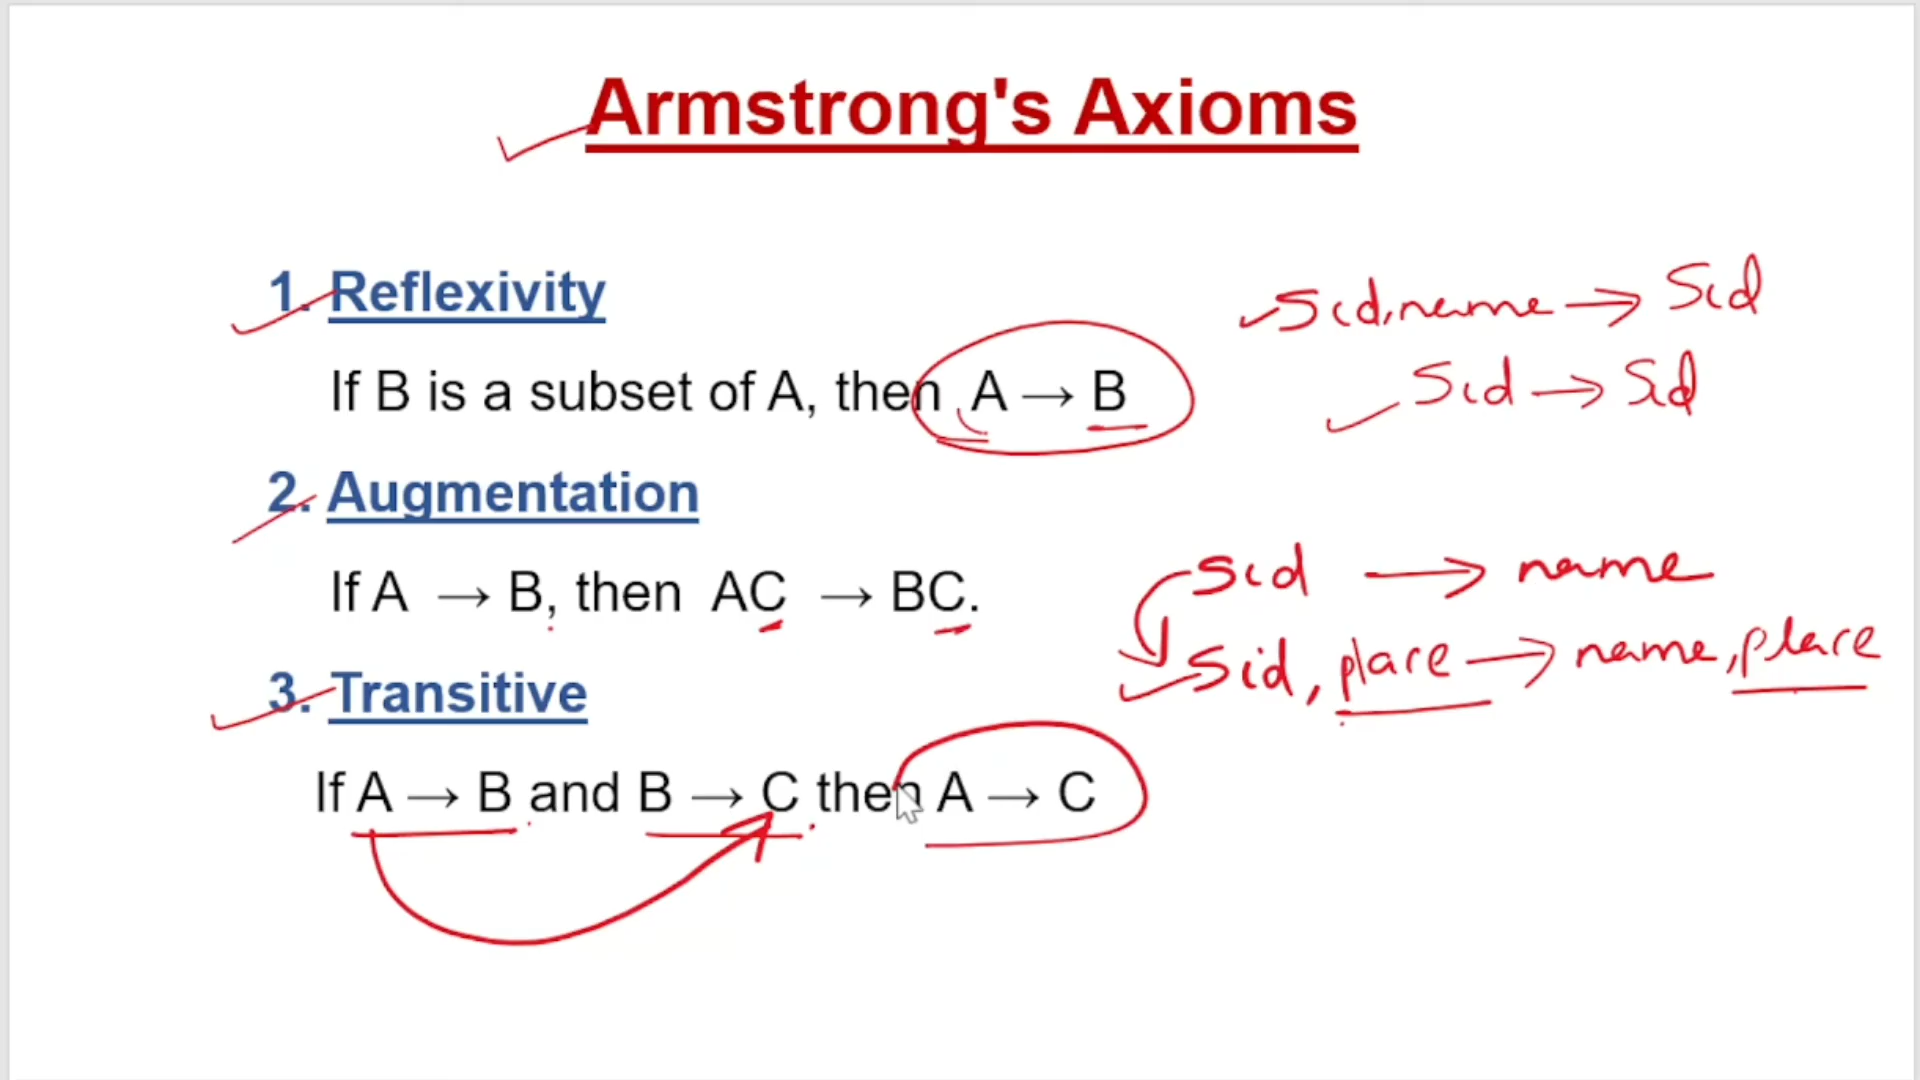 Armstrong's Axioms
1. Reflexivity
Sid,name → Sid
If B is a subset of A, then A → B
Sid → Sid
2. Augmentation
Sid → name
If A → B, then AC → BC.
Sid, place → name, place
3. Transitive
If A → B and B → C then A → C